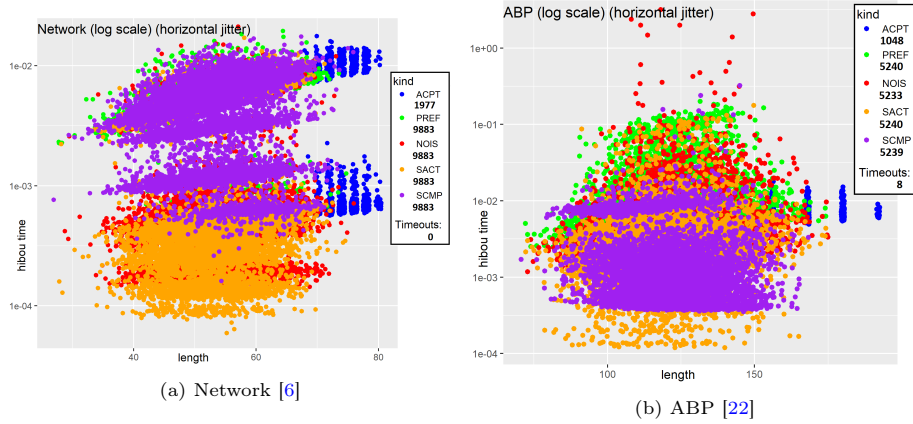 Network (log scale) (horizontal jitter)
1e-02
1e-03
1e-04
hibou time
40
60
80
length
kind
ACPT
1977
PREF
9883
NOIS
9883
SACT
9883
SCMP
9883
Timeouts:
0
(a) Network [6]
ABP (log scale) (horizontal jitter)
1e+00
1e-01
1e-02
1e-03
1e-04
hibou time
100
150
length
kind
ACPT
1048
PREF
5240
NOIS
5233
SACT
5240
SCMP
5239
Timeouts:
8
(b) ABP [22]